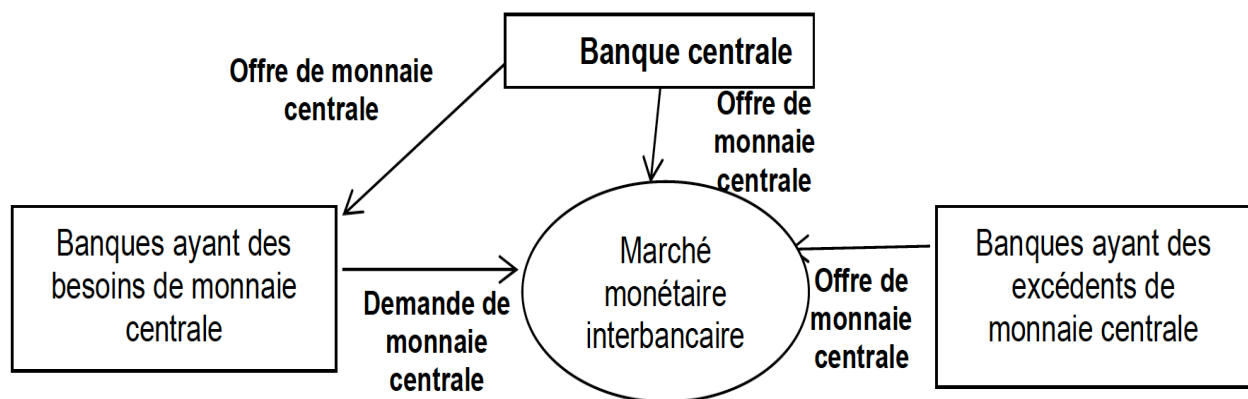 Banque centrale
Offre de monnaie
centrale
Offre de
monnaie
centrale
Banques ayant des
besoins de monnaie
centrale
Demande de
monnaie
centrale
Marché
monétaire
interbancaire
Offre de
monnaie
centrale
Banques ayant des
excédents de
monnaie centrale